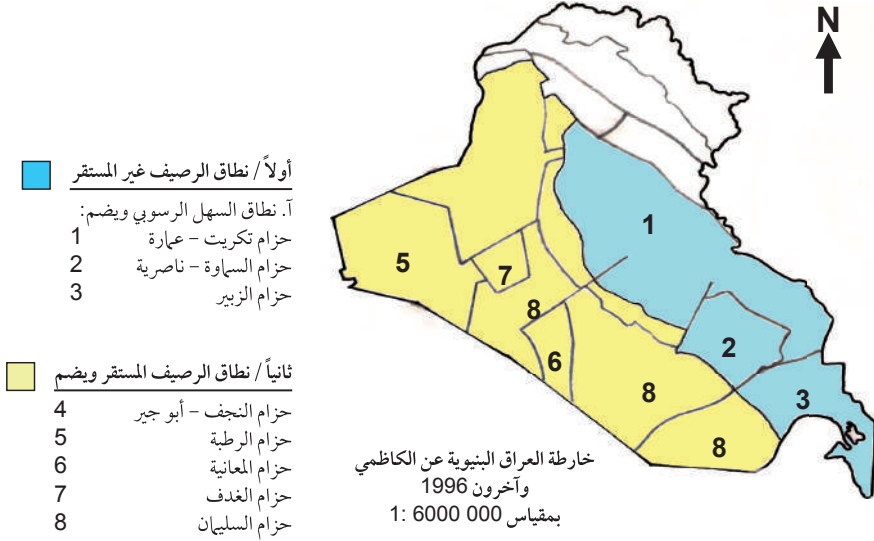 N
أولاً / نطاق الرصيف غير المستقر
آ. نطاق السهل الرسوبي ويضم:
حزام تكريت – عمارة 1
حزام السماوة – ناصرية 2
حزام الزبير 3
ثانياً / نطاق الرصيف المستقر ويضم
حزام النجف – أبو جير 4
حزام الرطبة 5
حزام المعانية 6
حزام الغدف 7
حزام السليمان 8
1
5
7
8
2
6
8
3
8
خارطة العراق البنيوية عن الكاظمي
وآخرون 1996
بمقياس 000 6000 :1